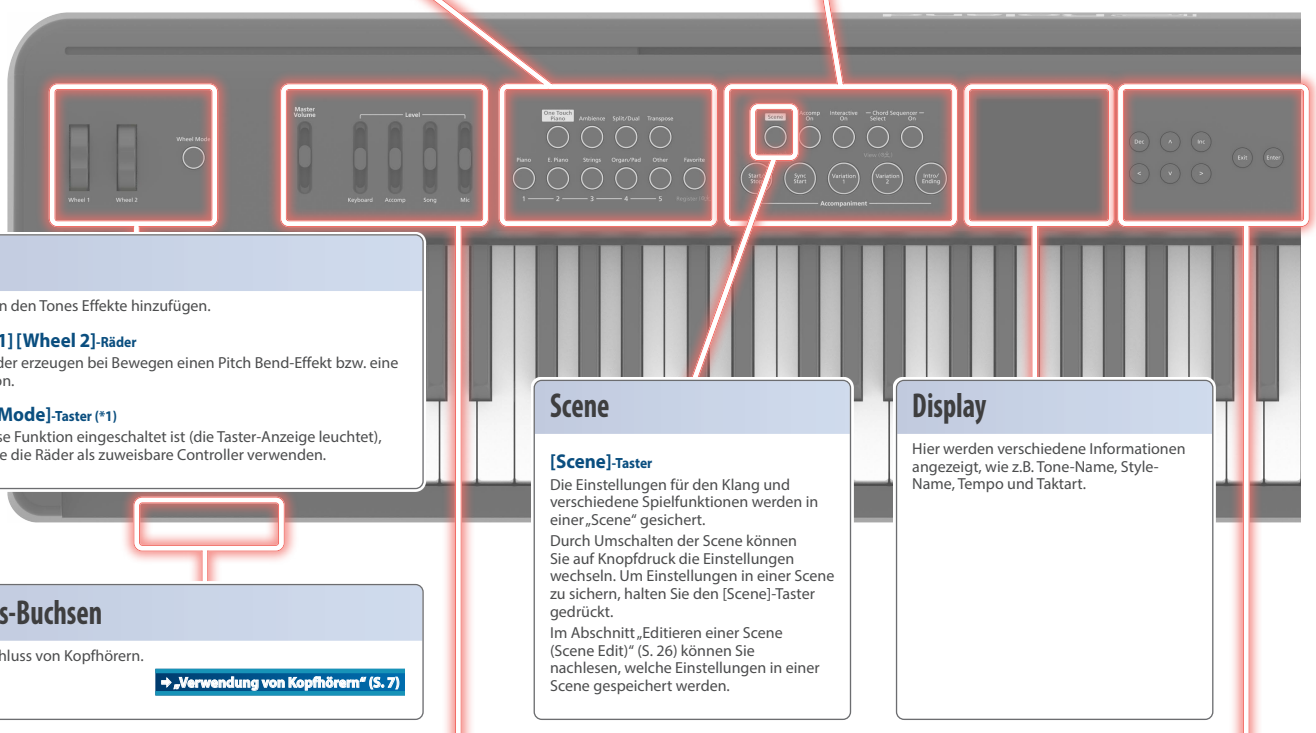 Master
Volume
Level
Wheel Mode
Wheel 1
Wheel 2
Keyboard
Accomp
Song
Mic
One Touch
Piano
Ambience
Split/Dual
Transpose
Piano
E. Piano
Strings
Organ/Pad
Other
Favorite
1
2
3
4
5
Scene
On
Interactive
On
Chord Sequencer
Select
On
Start/
Sync
Start
Variation
1
Variation
2
Intro/
Ending
Accompaniment
Dec
Inc
Exit
Enter
n den Tones Effekte hinzufügen.
1] [Wheel 2]-Räder
der erzeugen bei Bewegen einen Pitch Bend-Effekt bzw. eine
on.
Mode]-Taster (*1)
se Funktion eingeschaltet ist (die Taster-Anzeige leuchtet),
e die Räder als zuweisbare Controller verwenden.
s-Buchsen
hluss von Kopfhörern.
➔ „Verwendung von Kopfhörern“ (S. 7)
Scene
[Scene]-Taster
Die Einstellungen für den Klang und
verschiedene Spielfunktionen werden in
einer „Scene“ gesichert.
Durch Umschalten der Scene können
Sie auf Knopfdruck die Einstellungen
wechseln. Um Einstellungen in einer Scene
zu sichern, halten Sie den [Scene]-Taster
gedrückt.
Im Abschnitt „Editieren einer Scene
(Scene Edit)“ (S. 26) können Sie
nachlesen, welche Einstellungen in einer
Scene gespeichert werden.
Display
Hier werden verschiedene Informationen
angezeigt, wie z.B. Tone-Name, Style-
Name, Tempo und Taktart.